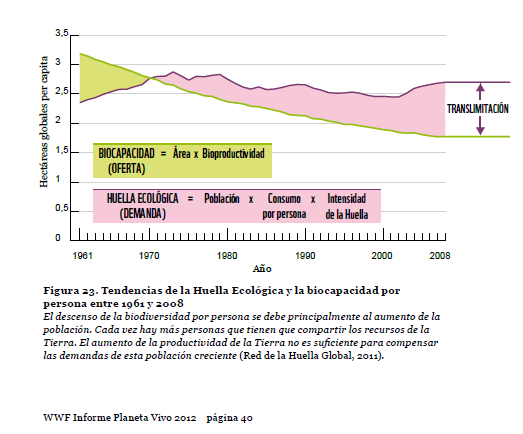 3,5
3
2,5
2
1,5
1
0,5
0
Hectáreas globales per capita
TRANSLIMITACIÓN
BIOCAPACIDAD = Área x Bioproductividad
(OFERTA)
HUELLA ECOLÓGICA = Población x Consumo x Intensidad
(DEMANDA) por persona de la Huella
1961 1970 1980 1990 2000 2008
Año
Figura 23. Tendencias de la Huella Ecológica y la biocapacidad por
persona entre 1961 y 2008
El descenso de la biodiversidad por persona se debe principalmente al aumento de la
población. Cada vez hay más personas que tienen que compartir los recursos de la
Tierra. El aumento de la productividad de la Tierra no es suficiente para compensar
las demandas de esta población creciente (Red de la Huella Global, 2011).
WWF Informe Planeta Vivo 2012 página 40